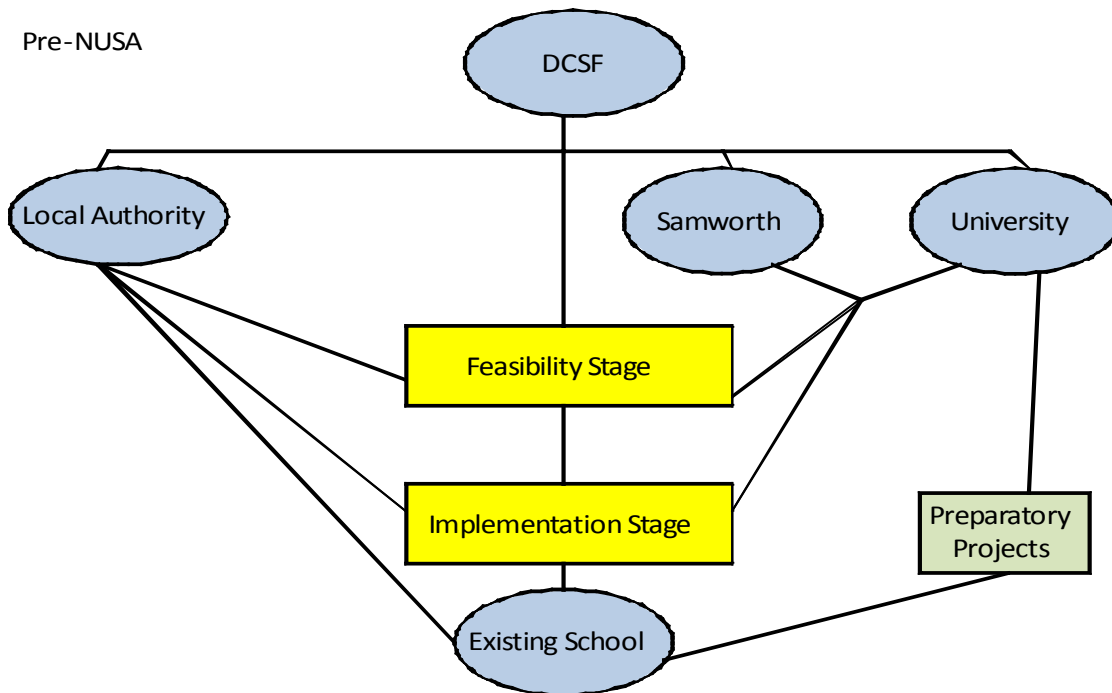 Pre-NUSA
DCSF
Local Authority
Samworth
University
Feasibility Stage
Implementation Stage
Preparatory
Projects
Existing School